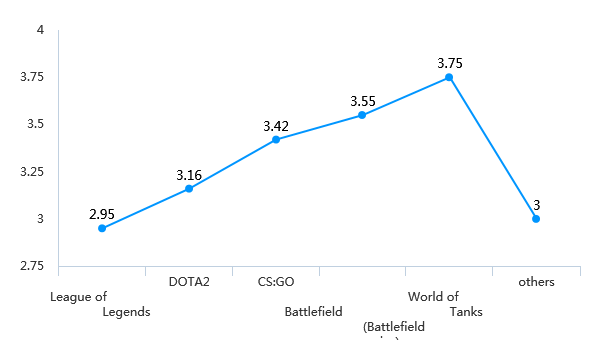 4
3.75
3.5
3.25
3
2.75
2.95
3.16
3.42
3.55
3.75
3
League of
Legends
DOTA2
CS:GO
Battlefield
(Battlefield
World of
Tanks
others